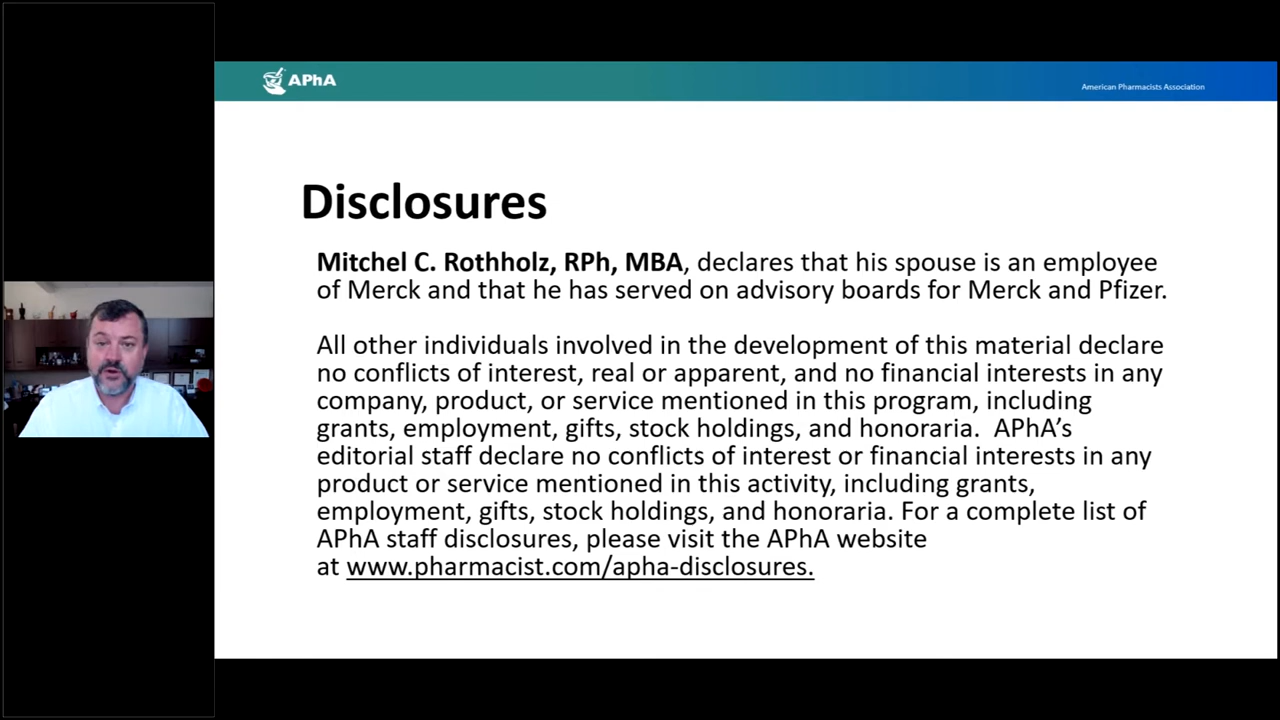 APhA
American Pharmacists Association
Disclosures
Mitchel C. Rothholz, RPh, MBA, declares that his spouse is an employee
of Merck and that he has served on advisory boards for Merck and Pfizer.
All other individuals involved in the development of this material declare
no conflicts of interest, real or apparent, and no financial interests in any
company, product, or service mentioned in this program, including
grants, employment, gifts, stock holdings, and honoraria.  APhA’s
editorial staff declare no conflicts of interest or financial interests in any
product or service mentioned in this activity, including grants,
employment, gifts, stock holdings, and honoraria. For a complete list of
APhA staff disclosures, please visit the APhA website
at www.pharmacist.com/apha-disclosures.